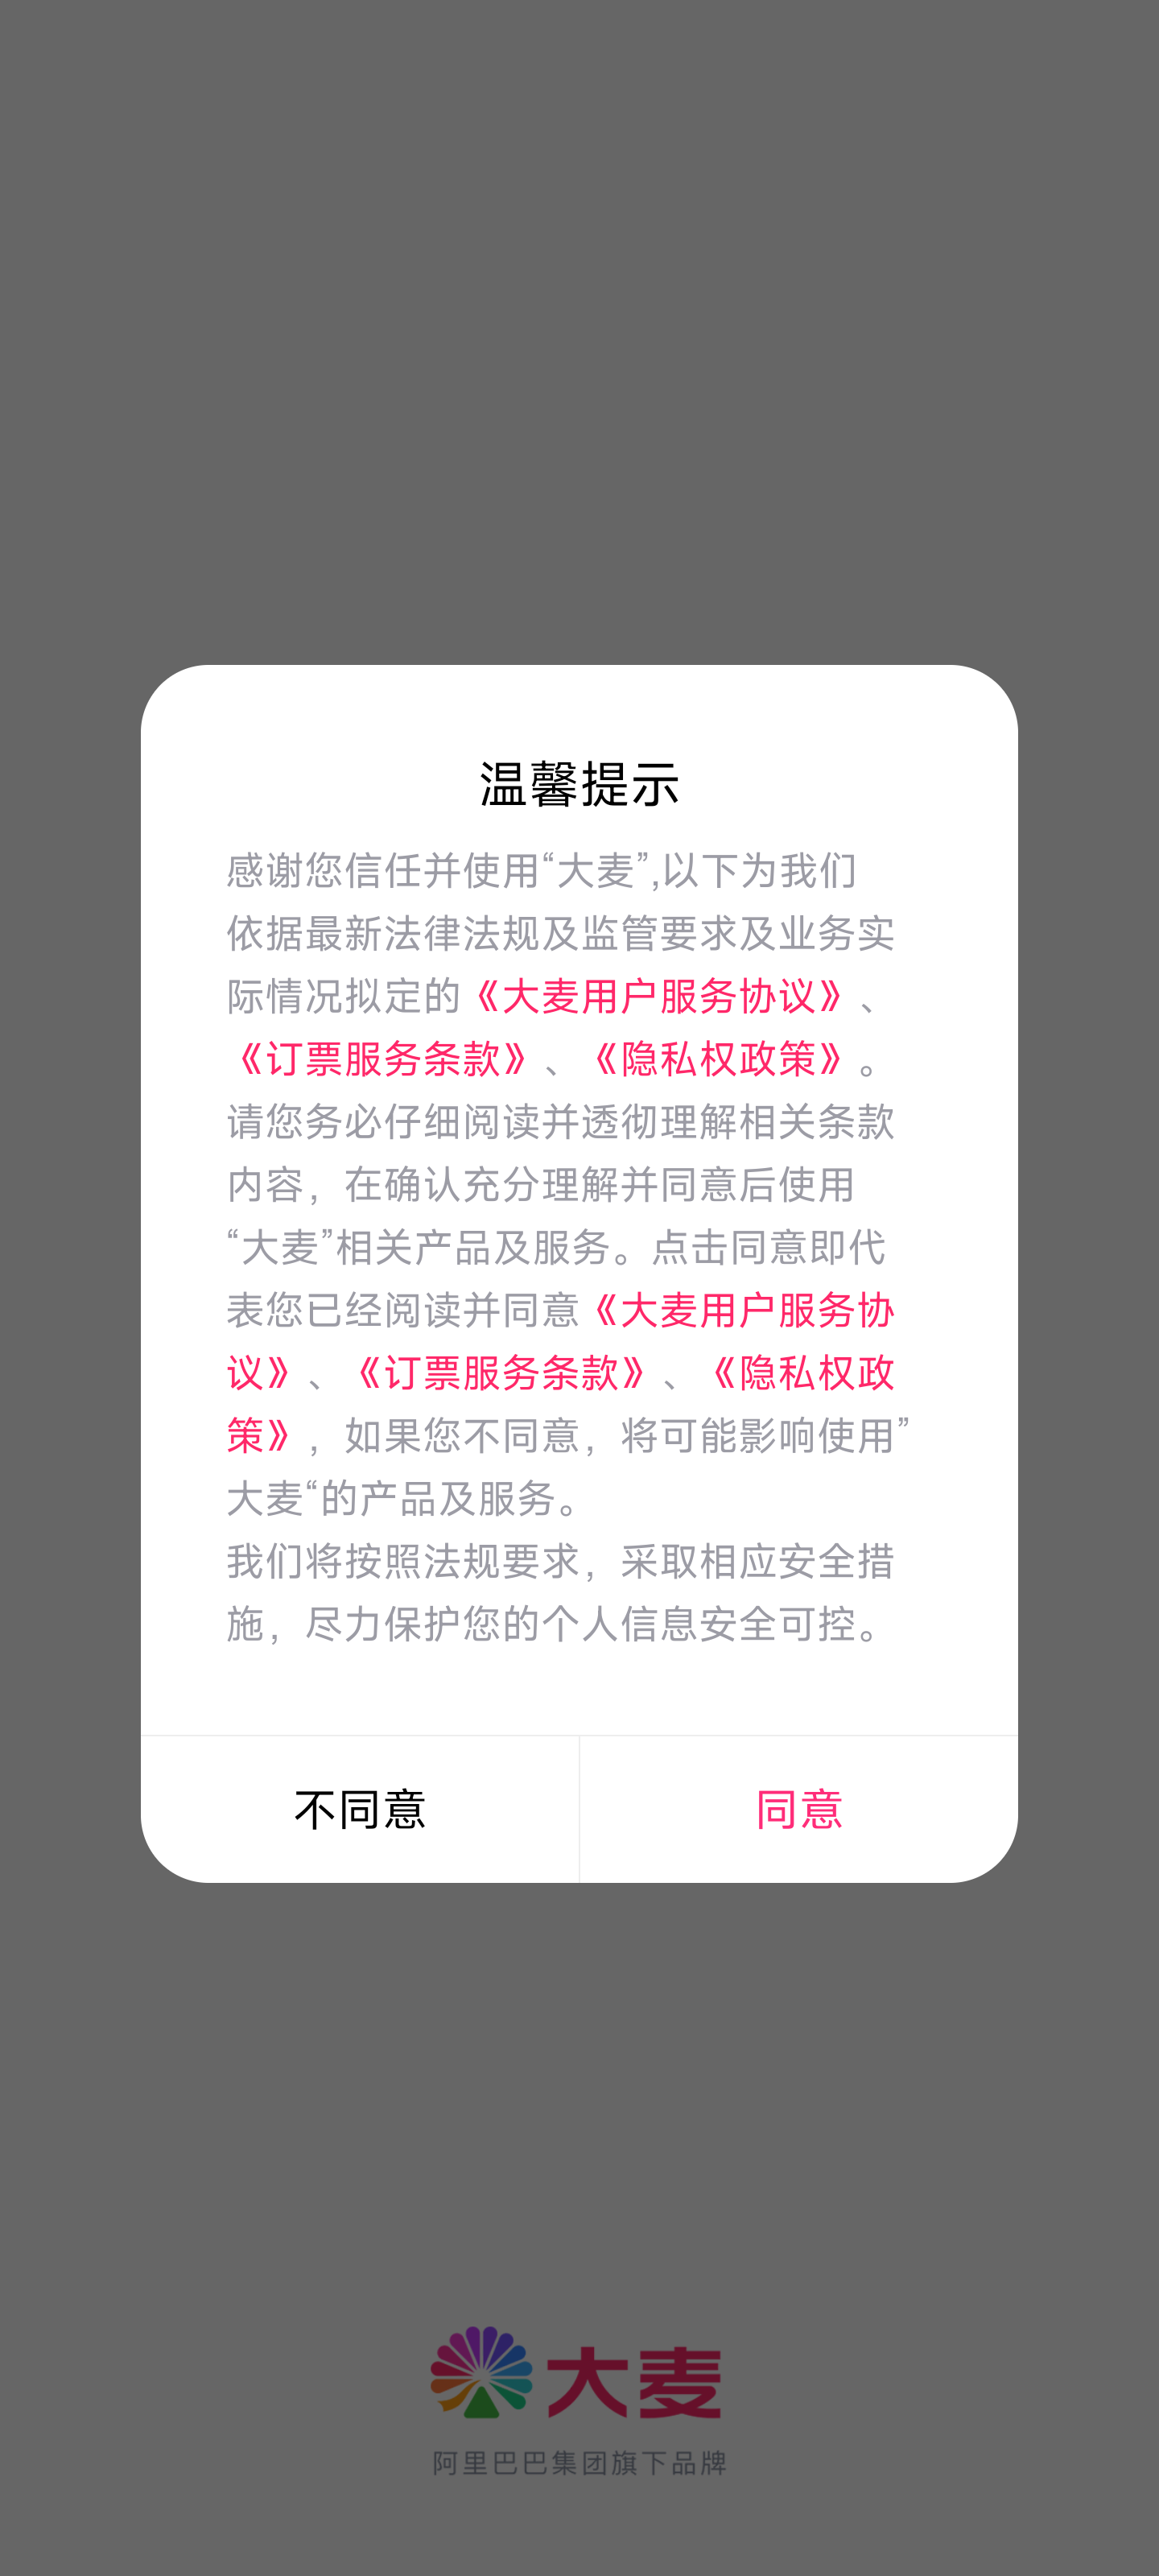 温馨提示
感谢您信任并使用“大麦”,以下为我们
依据最新法律法规及监管要求及业务实
际情况拟定的《大麦用户服务协议》、
《订票服务条款》、《隐私权政策》。
请您务必仔细阅读并透彻理解相关条款
内容，在确认充分理解并同意后使用
“大麦”相关产品及服务。点击同意即代
表您已经阅读并同意《大麦用户服务协
议》、《订票服务条款》、《隐私权政
策》，如果您不同意，将可能影响使用”
大麦“的产品及服务。
我们将按照法规要求，采取相应安全措
施，尽力保护您的个人信息安全可控。
不同意
同意
大麦
阿里巴巴集团旗下品牌